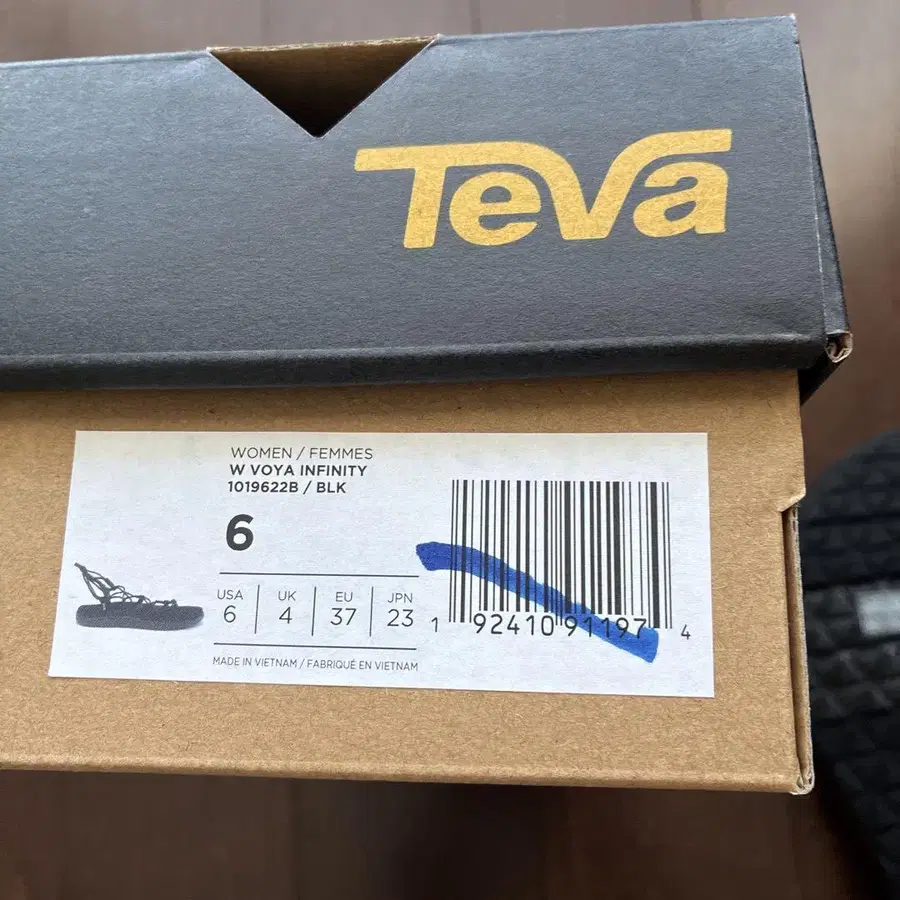 Teva
WOMEN / FEMMES
W VOYA INFINITY
1019622B / BLK
6
USA UK EU JPN
6 4 37 23
MADE IN VIETNAM / FABRIQUÉ EN VIETNAM
1 92410 91197 4